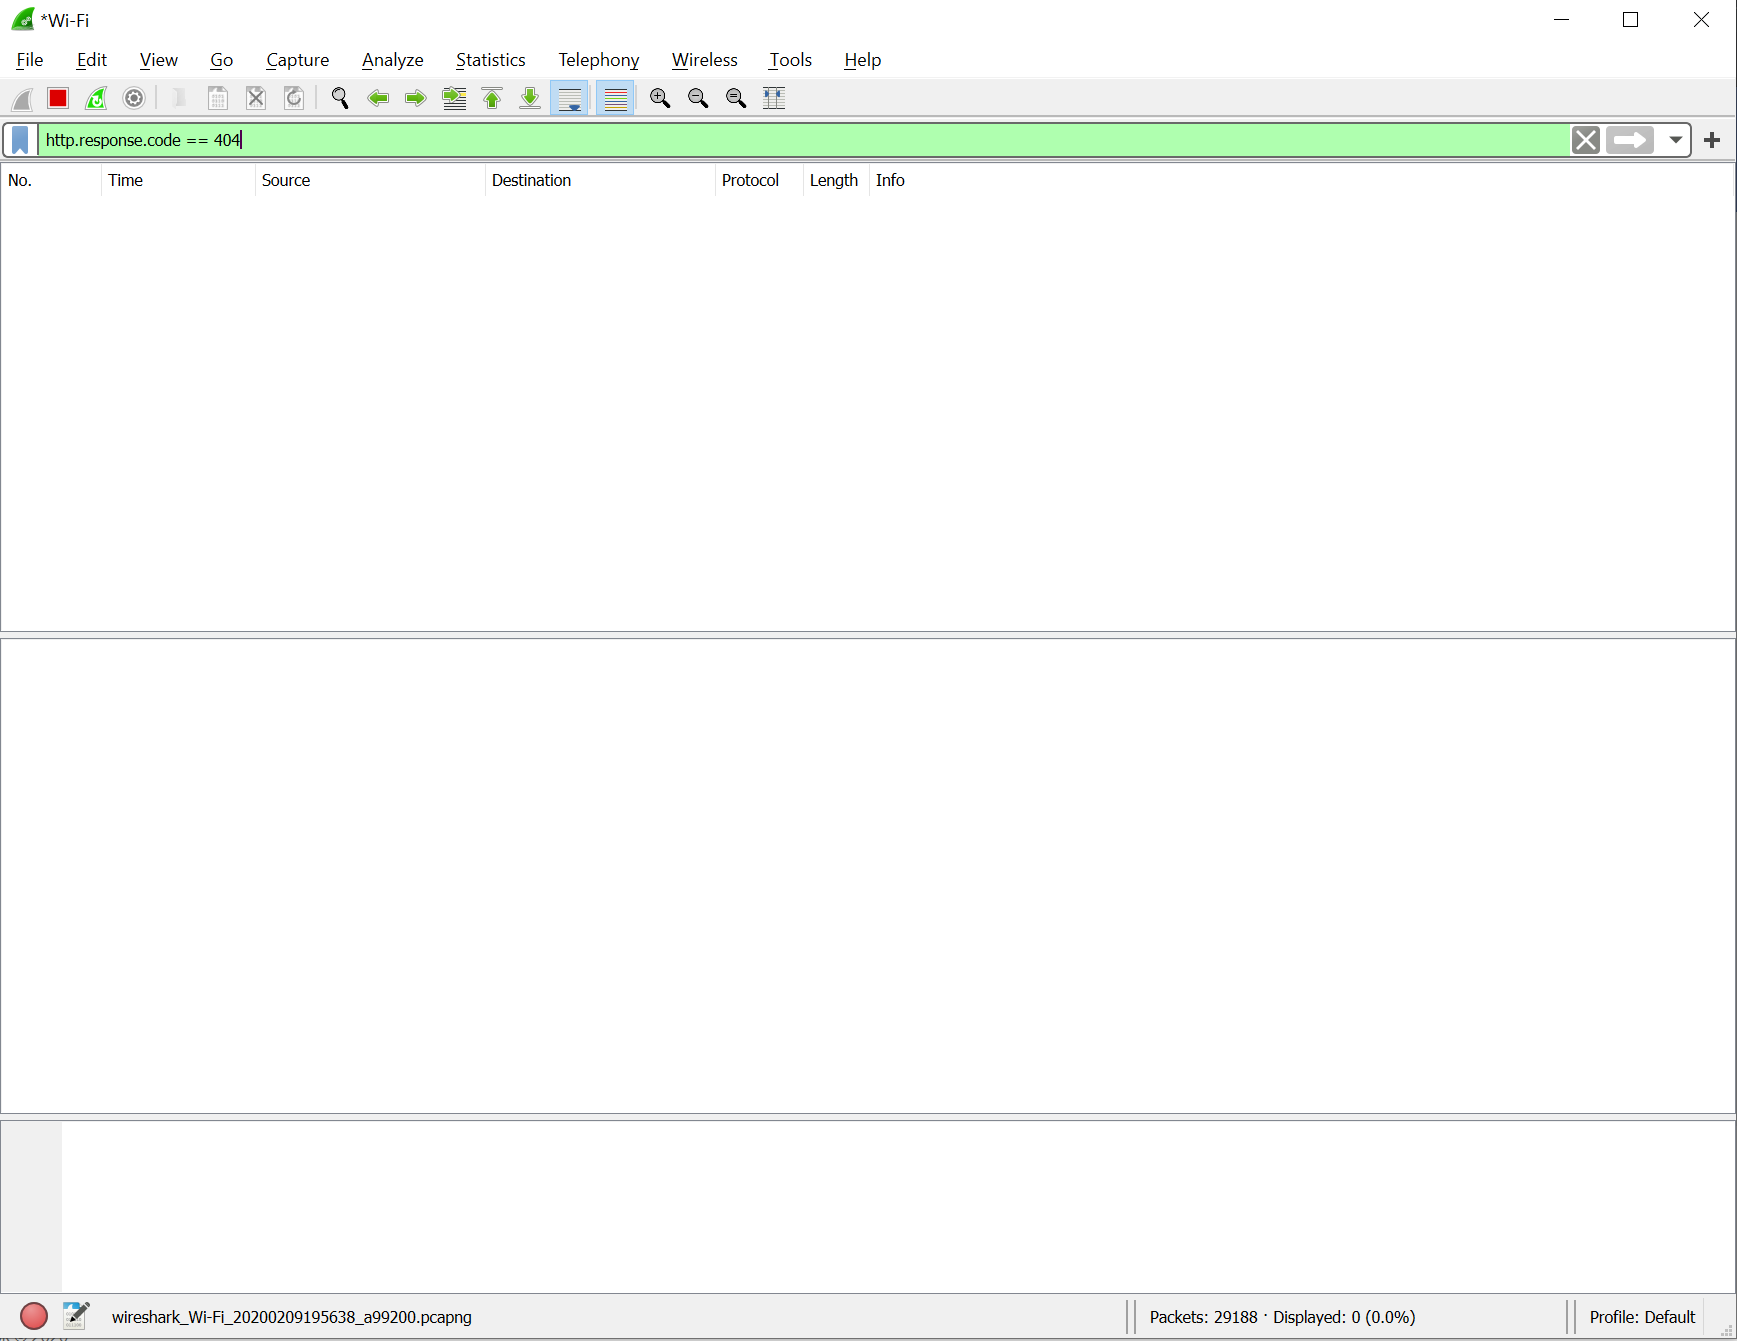 *Wi-Fi
File Edit View Go Capture Analyze Statistics Telephony Wireless Tools Help
http.response.code == 404
No. Time Source Destination Protocol Length Info
wireshark_Wi-Fi_20200209195638_a99200.pcapng Packets: 29188 · Displayed: 0 (0.0%) Profile: Default